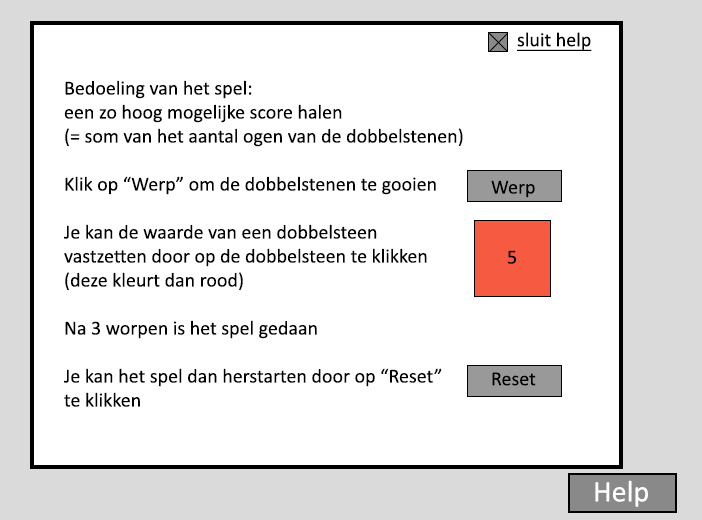 sluit help
Bedoeling van het spel:
een zo hoog mogelijke score halen
(= som van het aantal ogen van de dobbelstenen)
Klik op “Werp” om de dobbelstenen te gooien
Werp
Je kan de waarde van een dobbelsteen
vastzetten door op de dobbelsteen te klikken
(deze kleurt dan rood)
5
Na 3 worpen is het spel gedaan
Je kan het spel dan herstarten door op “Reset”
te klikken
Reset
Help